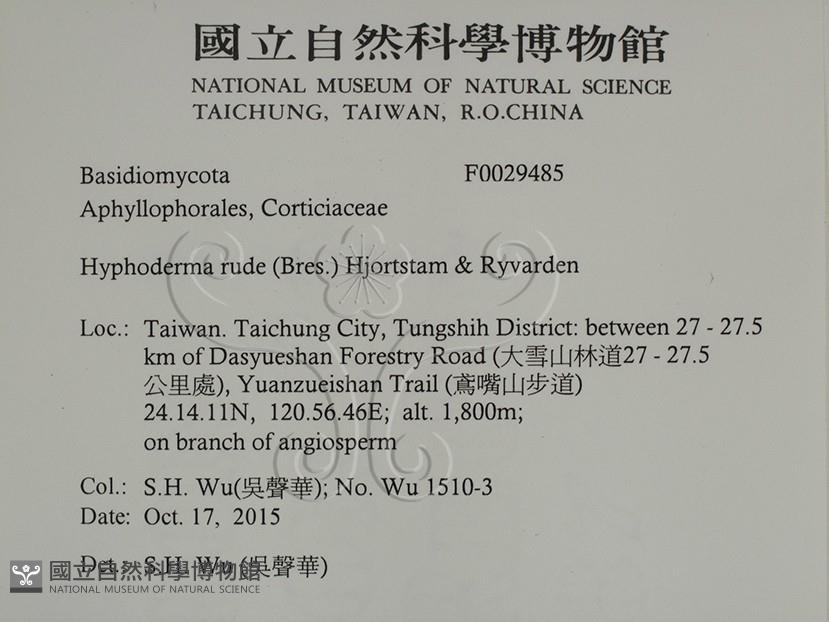 國立自然科學博物館
NATIONAL MUSEUM OF NATURAL SCIENCE
TAICHUNG, TAIWAN, R.O.CHINA
Basidiomycota F0029485
Aphyllophorales, Corticiaceae
Hyphoderma rude (Bres.) Hjortstam & Ryvarden
Loc.: Taiwan. Taichung City, Tungshih District: between 27 - 27.5
km of Dasyueshan Forestry Road (大雪山林道27 - 27.5
公里處), Yuanzueishan Trail (鳶嘴山步道)
24.14.11N, 120.56.46E; alt. 1,800m;
on branch of angiosperm
Col.: S.H. Wu(吳聲華); No. Wu 1510-3
Date: Oct. 17, 2015
Det.: S.H. Wu (吳聲華)
國立自然科學博物館
NATIONAL MUSEUM OF NATURAL SCIENCE